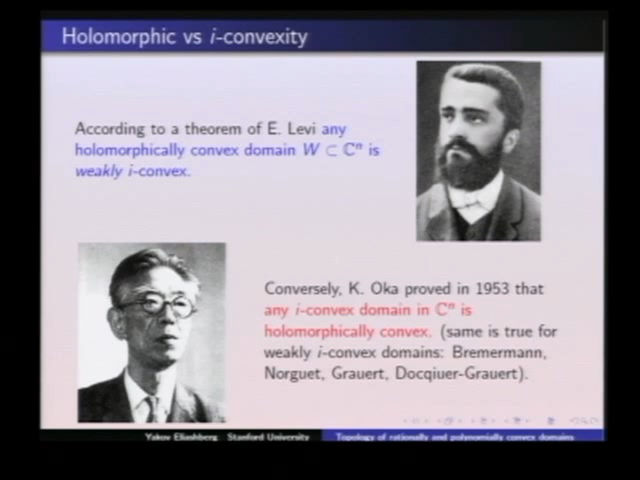 Holomorphic vs i-convexity
According to a theorem of E. Levi any
holomorphically convex domain W ⊂ ℂⁿ is
weakly i-convex.
Conversely, K. Oka proved in 1953 that
any i-convex domain in ℂⁿ is
holomorphically convex. (same is true for
weakly i-convex domains: Bremermann,
Norguet, Grauert, Docqiuer-Grauert).
Yakov Eliashberg Stanford University Topology of rationally and polynomially convex domains